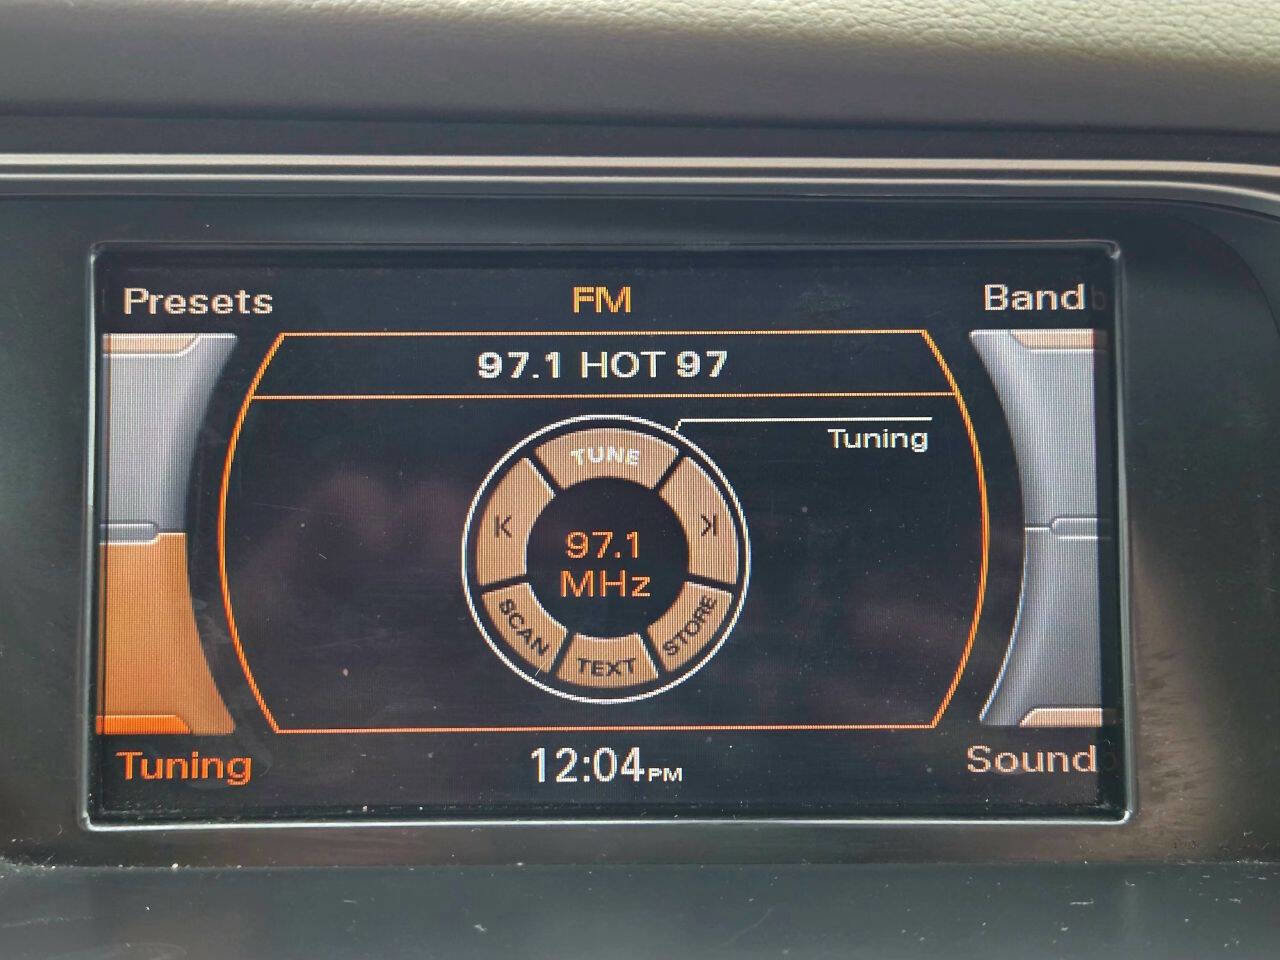 Presets FM Band
97.1 HOT 97
Tuning
TUNE
97.1
MHz
SCAN
TEXT
STORE
Tuning 12:04PM Sound